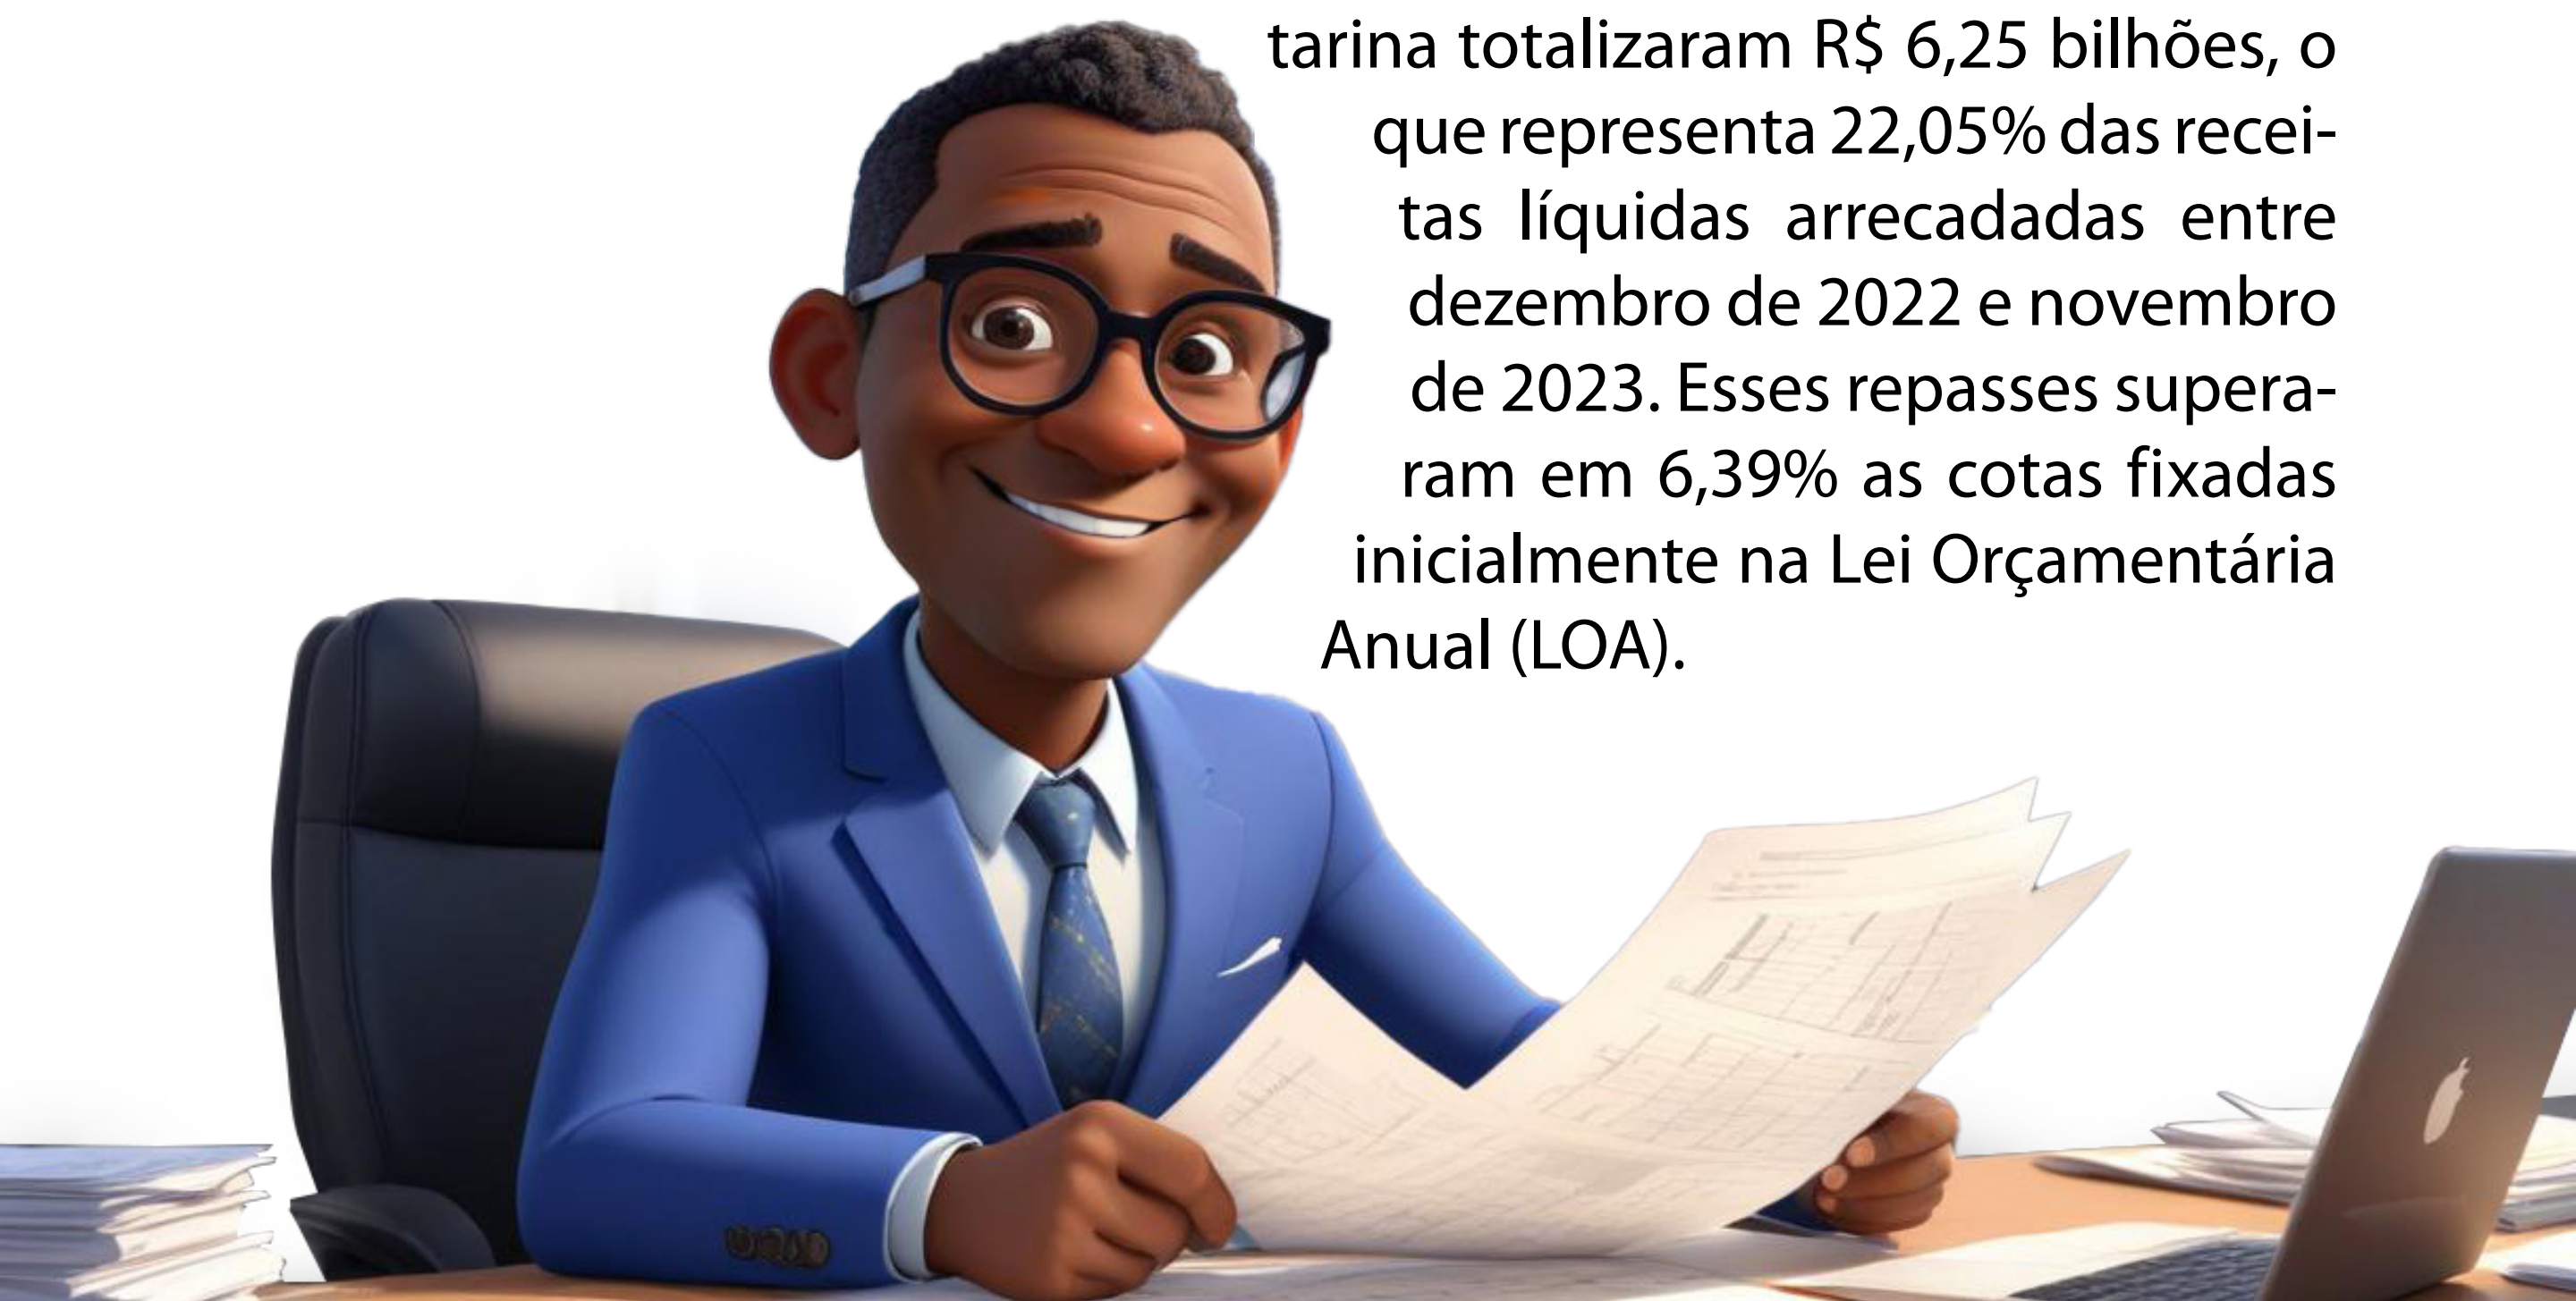 tarina totalizaram R$ 6,25 bilhões, o
que representa 22,05% das recei-
tas líquidas arrecadadas entre
dezembro de 2022 e novembro
de 2023. Esses repasses supera-
ram em 6,39% as cotas fixadas
inicialmente na Lei Orçamentária
Anual (LOA).